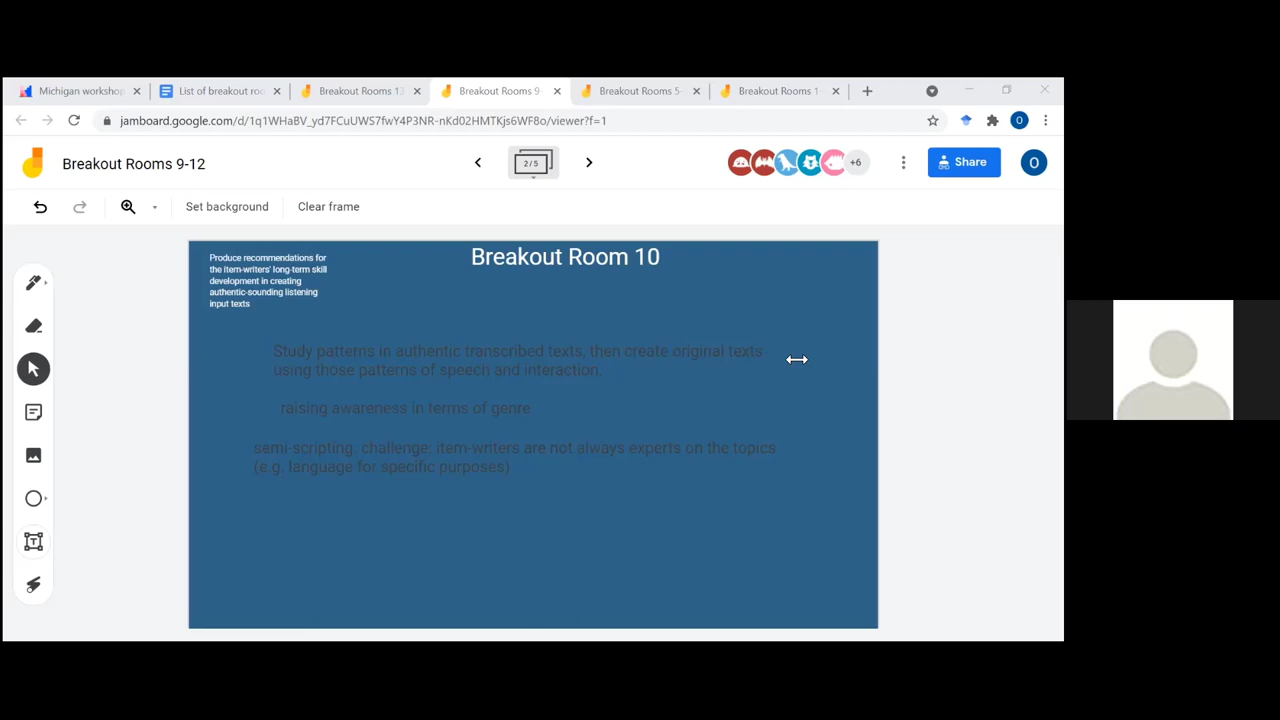 Michigan workshop
List of breakout roo
Breakout Rooms 13
Breakout Rooms 9-
Breakout Rooms 5-
Breakout Rooms 1-
jamboard.google.com/d/1q1WHaBV_yd7FCuUWS7fwY4P3NR-nKd02HMTKjs6WF8o/viewer?f=1
O
Breakout Rooms 9-12
2/5
+6
Share
O
Set background
Clear frame
Breakout Room 10
Produce recommendations for
the item-writers' long-term skill
development in creating
authentic-sounding listening
input texts
Study patterns in authentic transcribed texts, then create original texts
using those patterns of speech and interaction.
raising awareness in terms of genre
semi-scripting. challenge: item-writers are not always experts on the topics
(e.g. language for specific purposes)